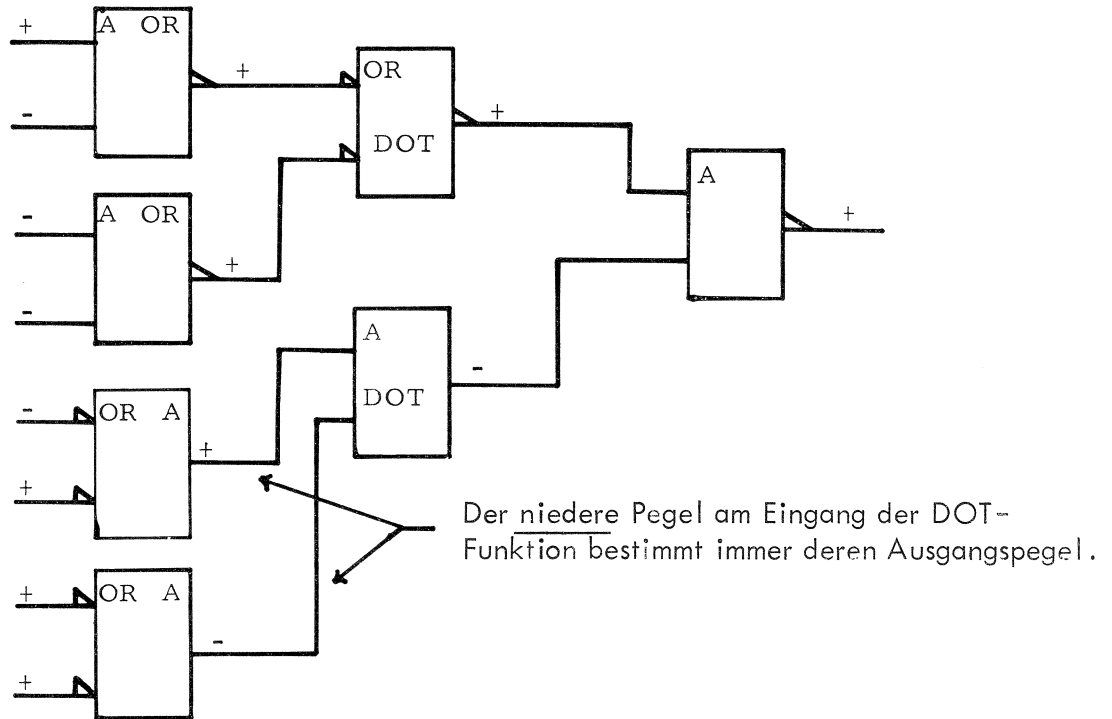 +
A OR
-
+
OR
DOT
+
-
A OR
-
+
A
+
-
OR A
+
+
A
DOT
-
Der niedere Pegel am Eingang der DOT-
Funktion bestimmt immer deren Ausgangspegel.
+
OR A
+
-